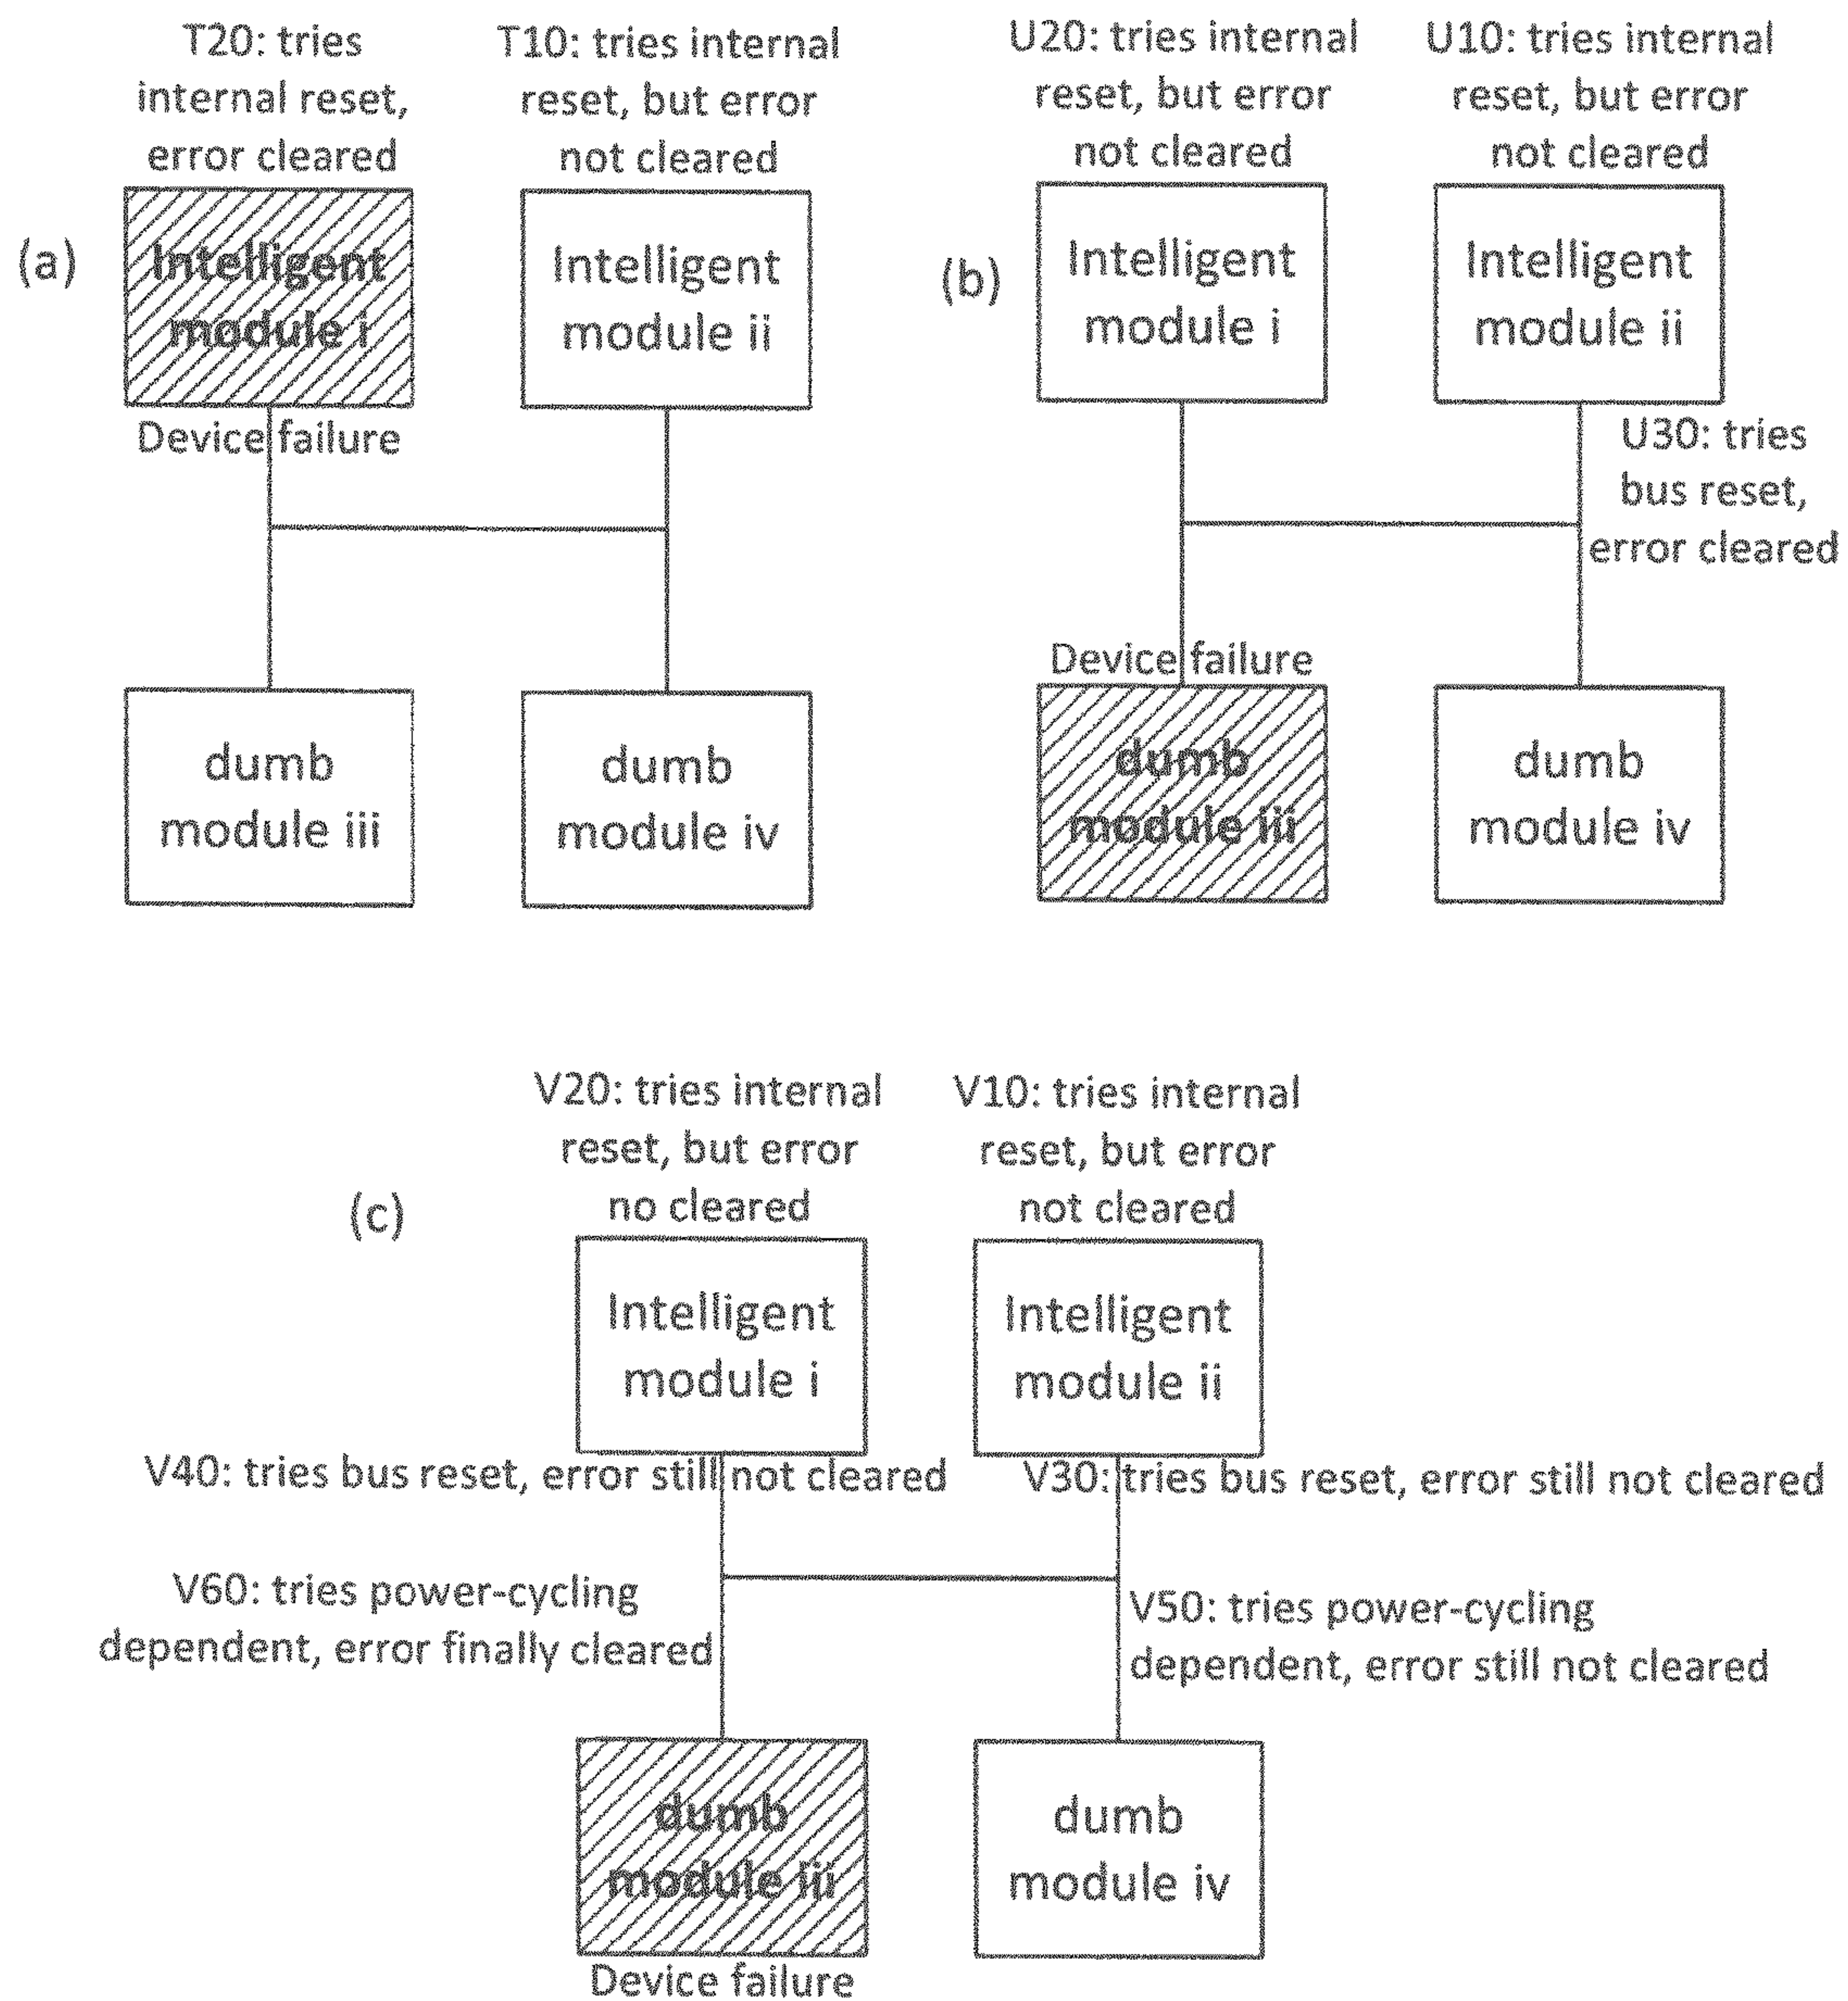 T20: tries
internal reset,
error cleared
T10: tries internal
reset, but error
not cleared
(a)
Intelligent
module i
Intelligent
module ii
Device failure
dumb
module iii
dumb
module iv
U20: tries internal
reset, but error
not cleared
U10: tries internal
reset, but error
not cleared
(b)
Intelligent
module i
Intelligent
module ii
U30: tries
bus reset,
error cleared
Device failure
dumb
module iii
dumb
module iv
V20: tries internal
reset, but error
no cleared
V10: tries internal
reset, but error
not cleared
(c)
Intelligent
module i
Intelligent
module ii
V40: tries bus reset, error still not cleared
V30: tries bus reset, error still not cleared
V60: tries power-cycling
dependent, error finally cleared
V50: tries power-cycling
dependent, error still not cleared
dumb
module iii
dumb
module iv
Device failure